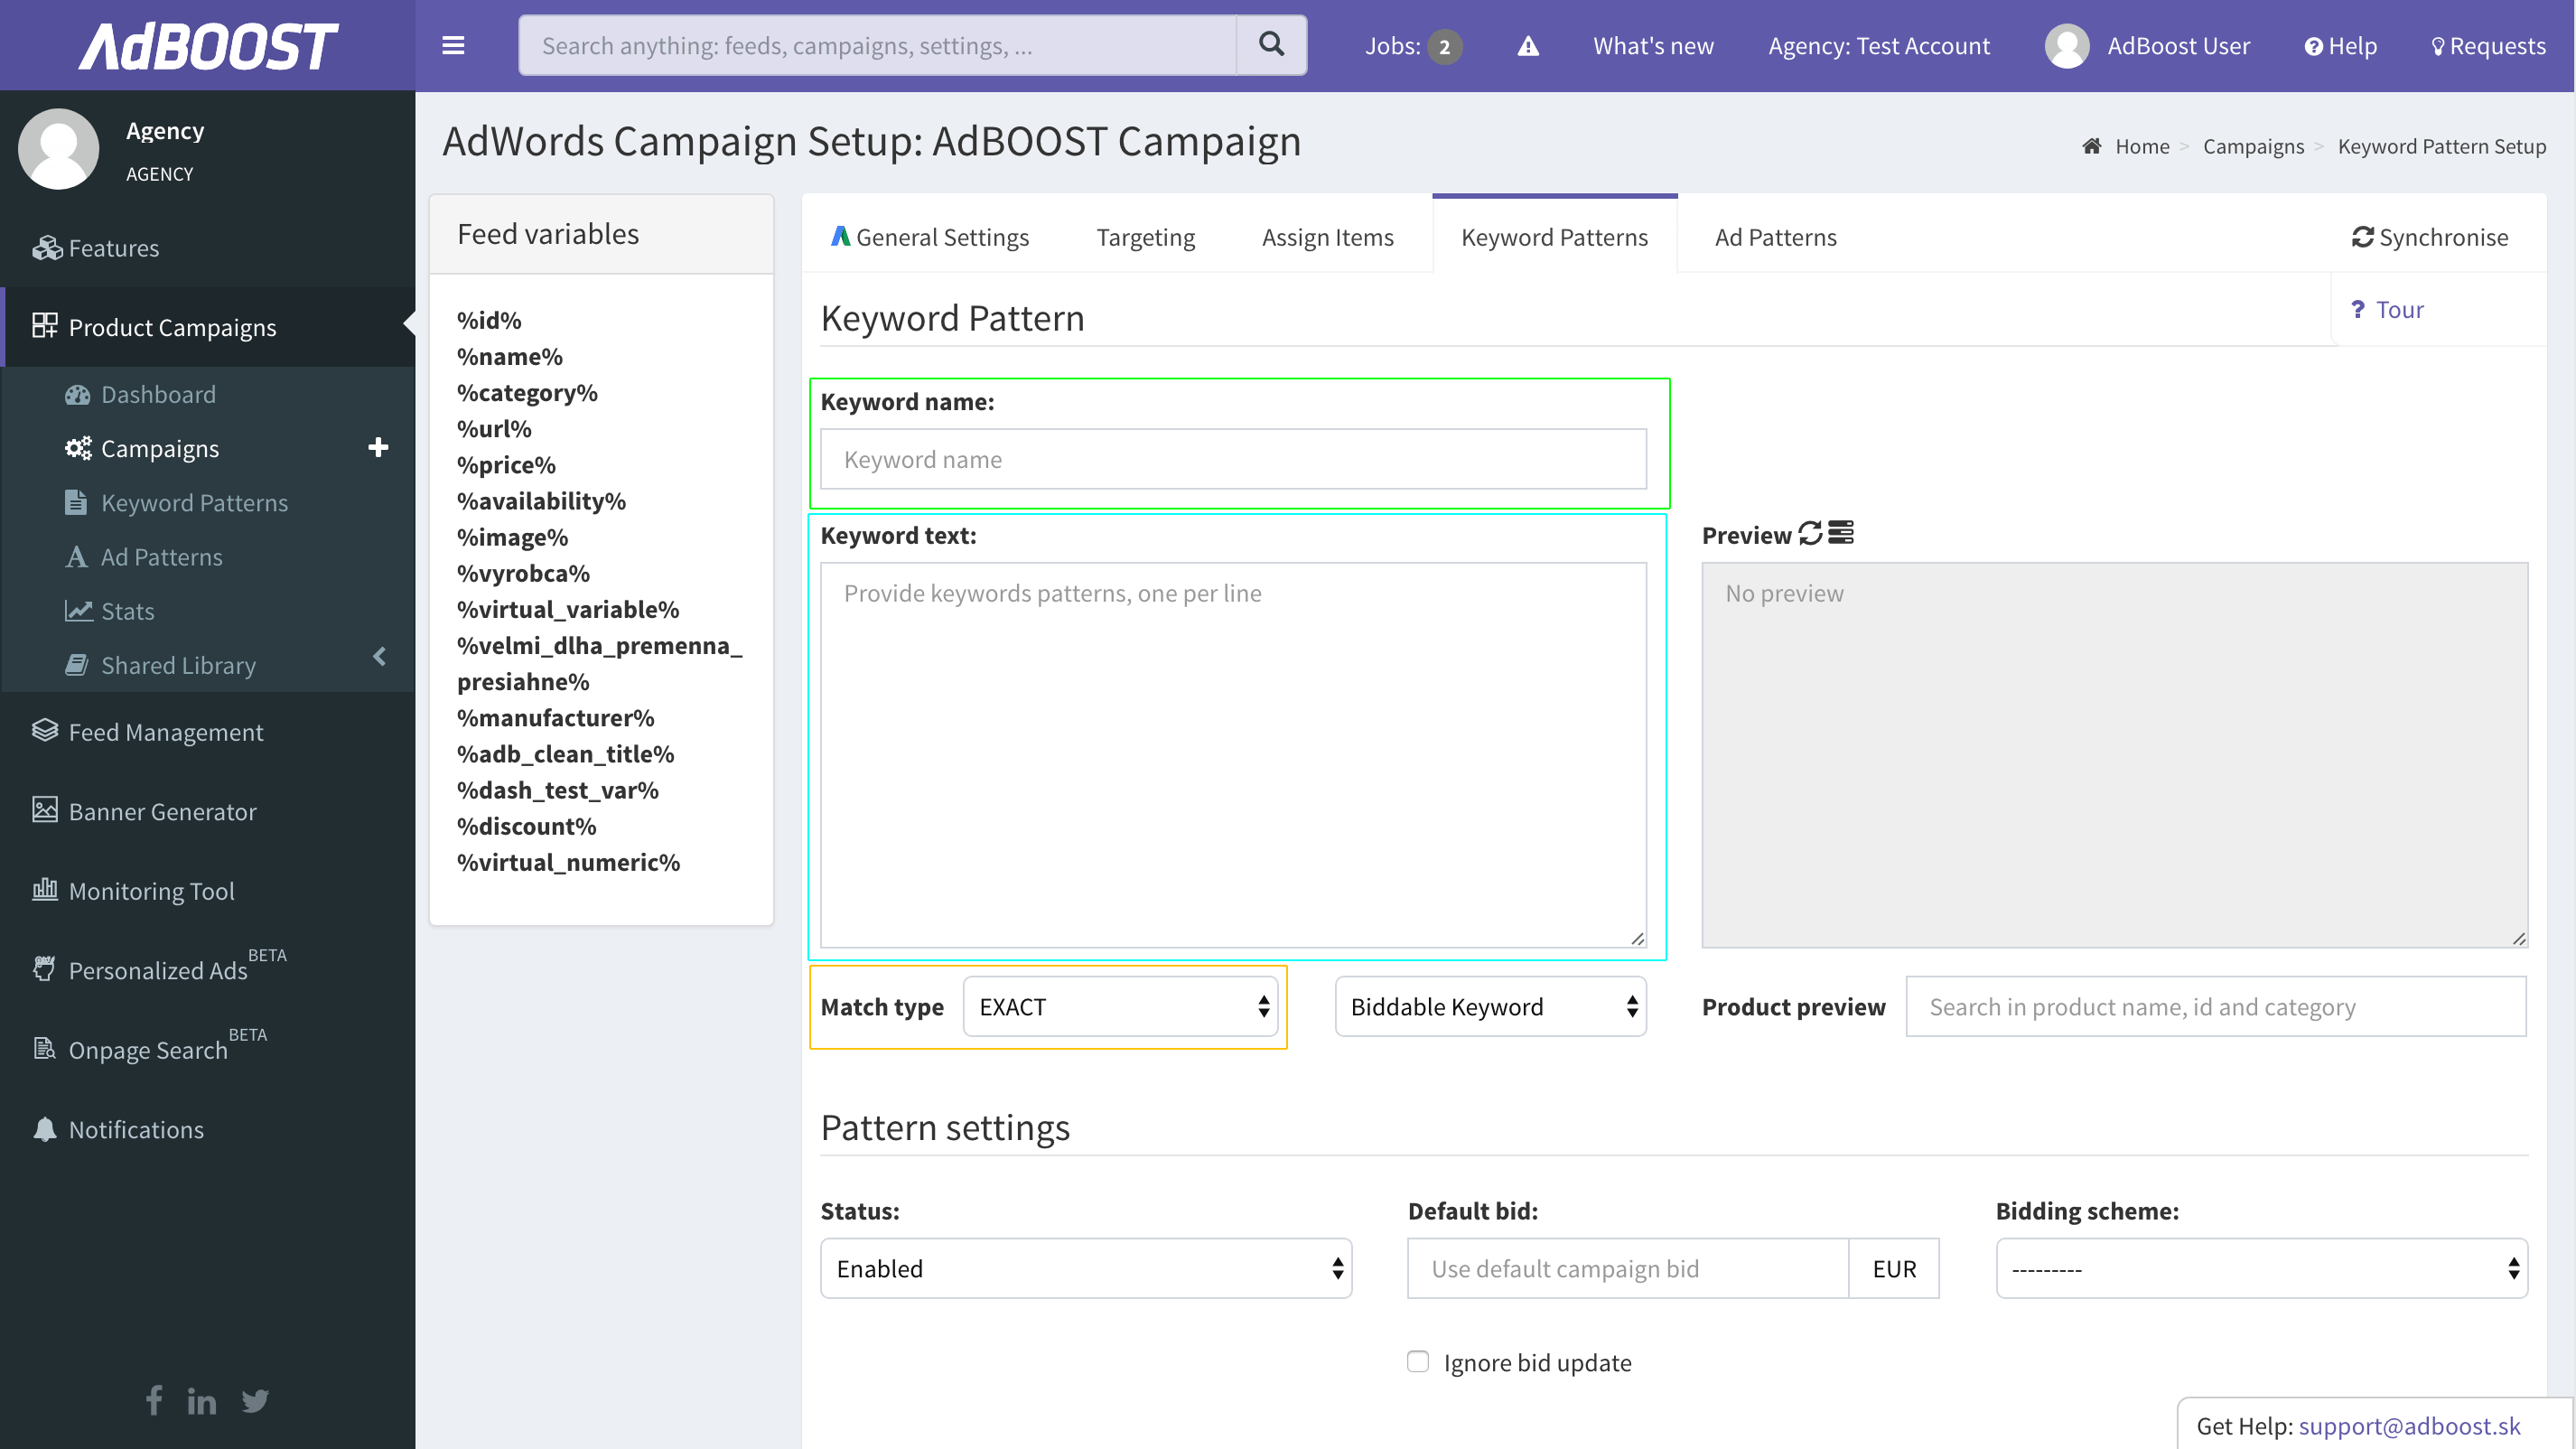 AdBOOST
Search anything: feeds, campaigns, settings, ...
Jobs: 2
What's new
Agency: Test Account
AdBoost User
Help
Requests
Agency
AGENCY
Features
Product Campaigns
Dashboard
Campaigns
Keyword Patterns
Ad Patterns
Stats
Shared Library
Feed Management
Banner Generator
Monitoring Tool
Personalized Ads BETA
Onpage Search BETA
Notifications
AdWords Campaign Setup: AdBOOST Campaign
Home > Campaigns > Keyword Pattern Setup
Feed variables
%id%
%name%
%category%
%url%
%price%
%availability%
%image%
%vyrobca%
%virtual_variable%
%velmi_dlha_premenna_
presiahne%
%manufacturer%
%adb_clean_title%
%dash_test_var%
%discount%
%virtual_numeric%
General Settings
Targeting
Assign Items
Keyword Patterns
Ad Patterns
Synchronise
? Tour
Keyword Pattern
Keyword name:
Keyword name
Keyword text:
Provide keywords patterns, one per line
Preview
No preview
Match type
EXACT
Biddable Keyword
Product preview
Search in product name, id and category
Pattern settings
Status:
Enabled
Default bid:
Use default campaign bid
EUR
Bidding scheme:
---------
Ignore bid update
Get Help: support@adboost.sk